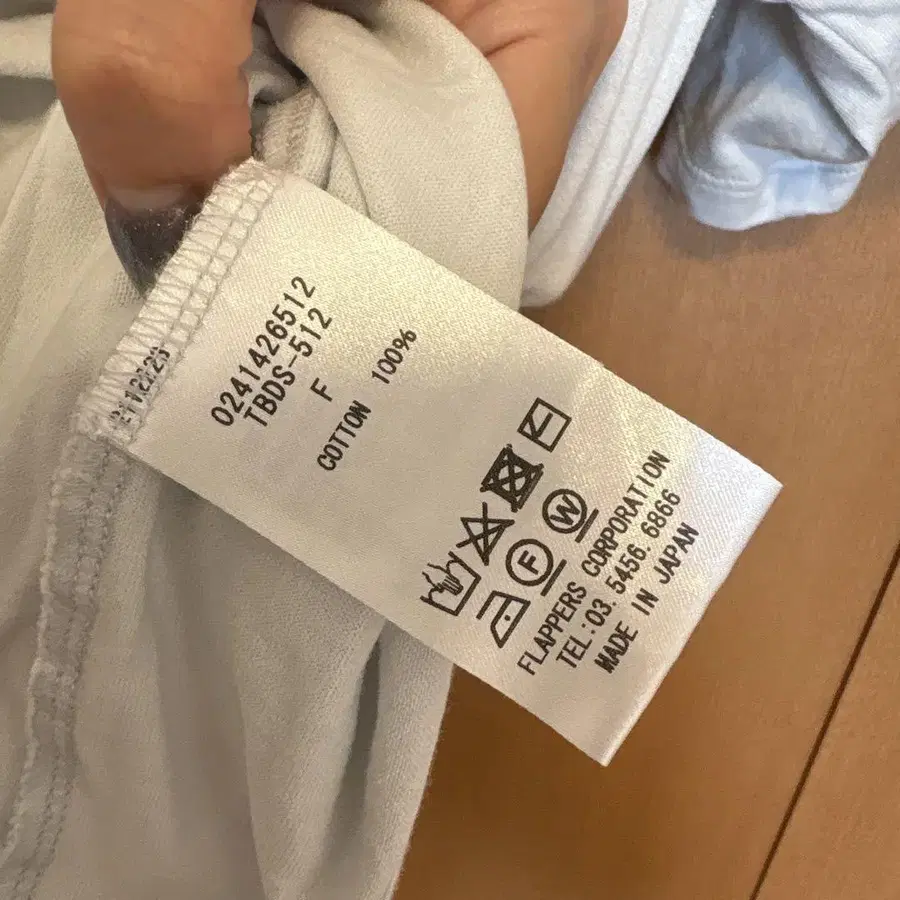 0241426512
TBDS-512
F
COTTON 100%
F
W
FLAPPERS CORPORATION
TEL:03.5456.6866
MADE IN JAPAN